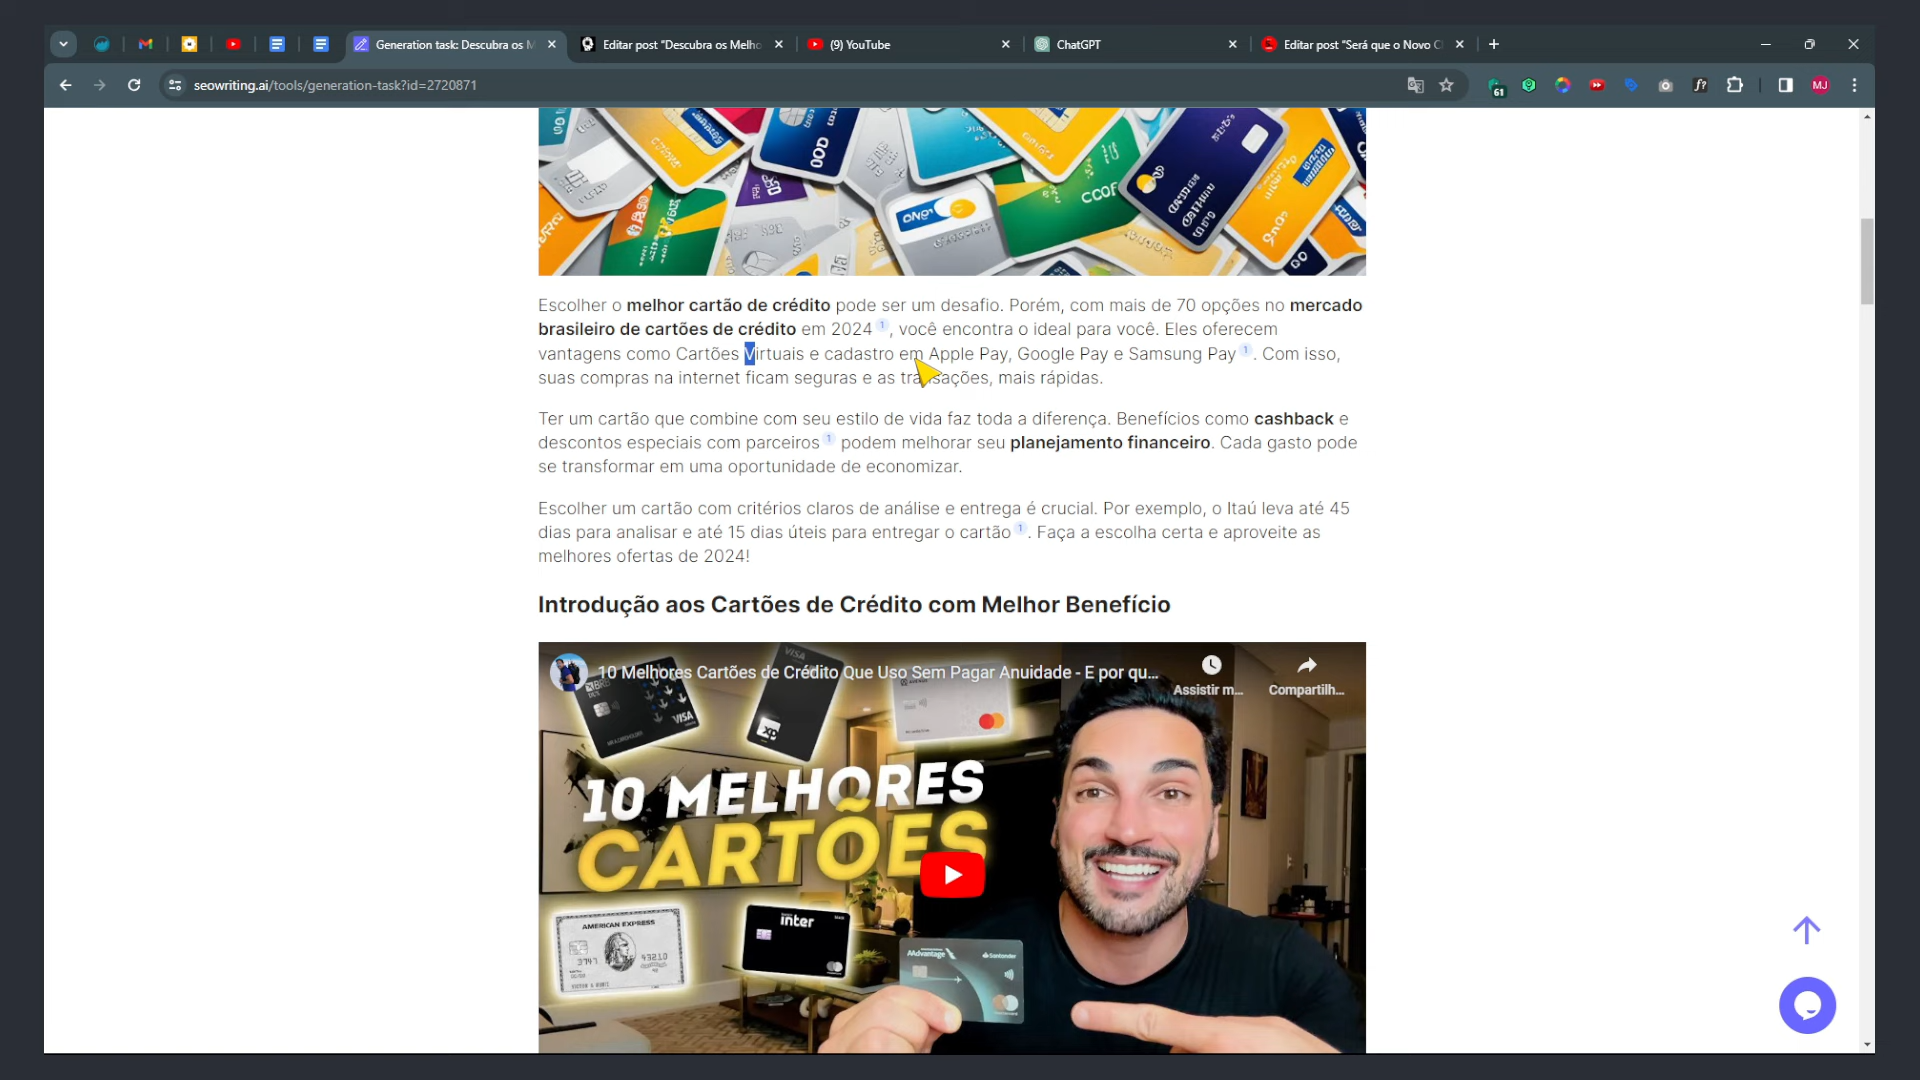 Generation task: Descubra os M
Editar post "Descubra os Melho
(9) YouTube
ChatGPT
Editar post "Será que o Novo C
seowriting.ai/tools/generation-task?id=2720871
61
f?
MJ
Escolher o melhor cartão de crédito pode ser um desafio. Porém, com mais de 70 opções no mercado
brasileiro de cartões de crédito em 2024 1, você encontra o ideal para você. Eles oferecem
vantagens como Cartões Virtuais e cadastro em Apple Pay, Google Pay e Samsung Pay 1. Com isso,
suas compras na internet ficam seguras e as transações, mais rápidas.
Ter um cartão que combine com seu estilo de vida faz toda a diferença. Benefícios como cashback e
descontos especiais com parceiros 1 podem melhorar seu planejamento financeiro. Cada gasto pode
se transformar em uma oportunidade de economizar.
Escolher um cartão com critérios claros de análise e entrega é crucial. Por exemplo, o Itaú leva até 45
dias para analisar e até 15 dias úteis para entregar o cartão 1. Faça a escolha certa e aproveite as
melhores ofertas de 2024!
Introdução aos Cartões de Crédito com Melhor Benefício
10 Melhores Cartões de Crédito Que Uso Sem Pagar Anuidade - E por qu...
Assistir m...
Compartilh...
VISA
VISA
xp
10 MELHORES
CARTÕES
AMERICAN EXPRESS
3747
43210
inter
AAdvantage
Santander